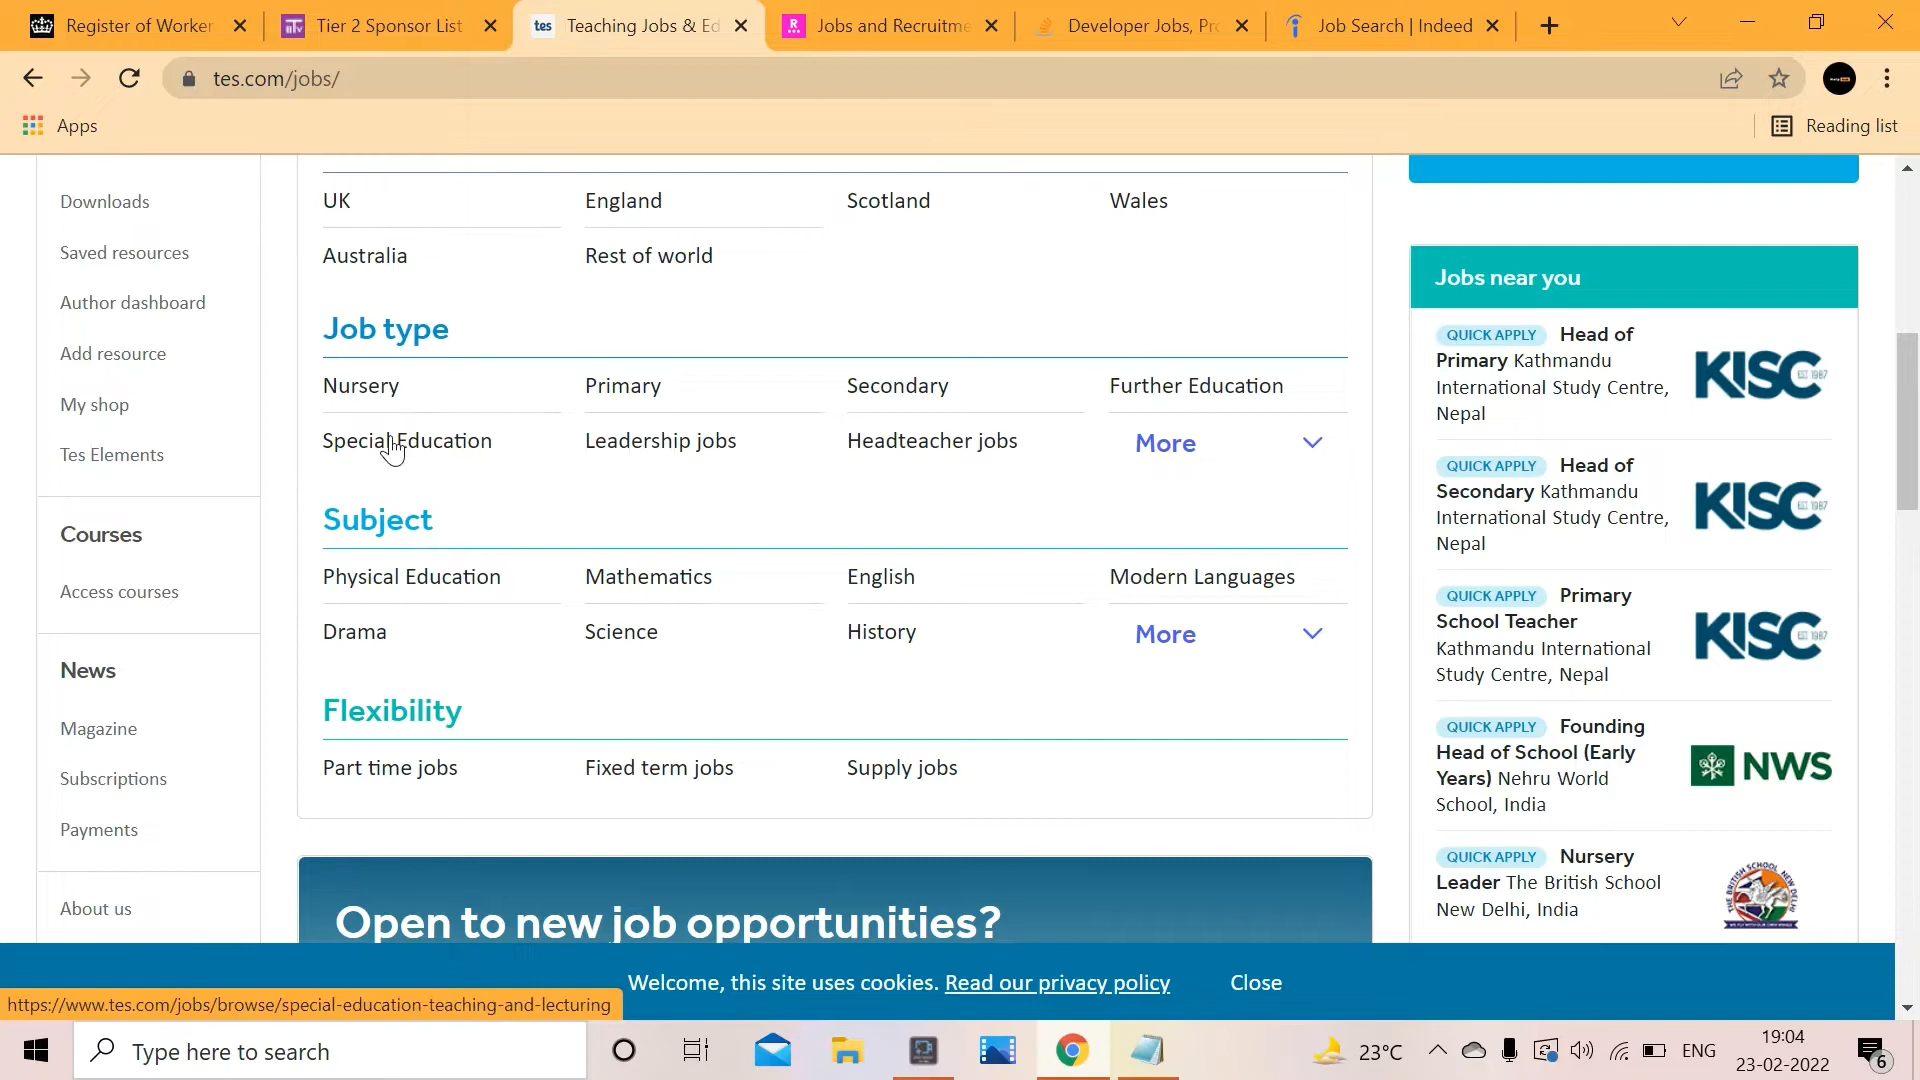 Register of Worker
Tier 2 Sponsor List
tes
Teaching Jobs & Ed
Jobs and Recruitme
Developer Jobs, Pro
Job Search | Indeed
tes.com/jobs/
Apps
Reading list
Downloads
Saved resources
Author dashboard
Add resource
My shop
Tes Elements
Courses
Access courses
News
Magazine
Subscriptions
Payments
About us
UK England Scotland Wales
Australia Rest of world
Job type
Nursery Primary Secondary Further Education
Special Education Leadership jobs Headteacher jobs More
Subject
Physical Education Mathematics English Modern Languages
Drama Science History More
Flexibility
Part time jobs Fixed term jobs Supply jobs
Open to new job opportunities?
Jobs near you
QUICK APPLY Head of
Primary Kathmandu
International Study Centre,
Nepal
KISC EST 1987
QUICK APPLY Head of
Secondary Kathmandu
International Study Centre,
Nepal
KISC EST 1987
QUICK APPLY Primary
School Teacher
Kathmandu International
Study Centre, Nepal
KISC EST 1987
QUICK APPLY Founding
Head of School (Early
Years) Nehru World
School, India
NWS
QUICK APPLY Nursery
Leader The British School
New Delhi, India
Welcome, this site uses cookies. Read our privacy policy Close
https://www.tes.com/jobs/browse/special-education-teaching-and-lecturing
Type here to search
23°C
ENG
19:04
23-02-2022
6